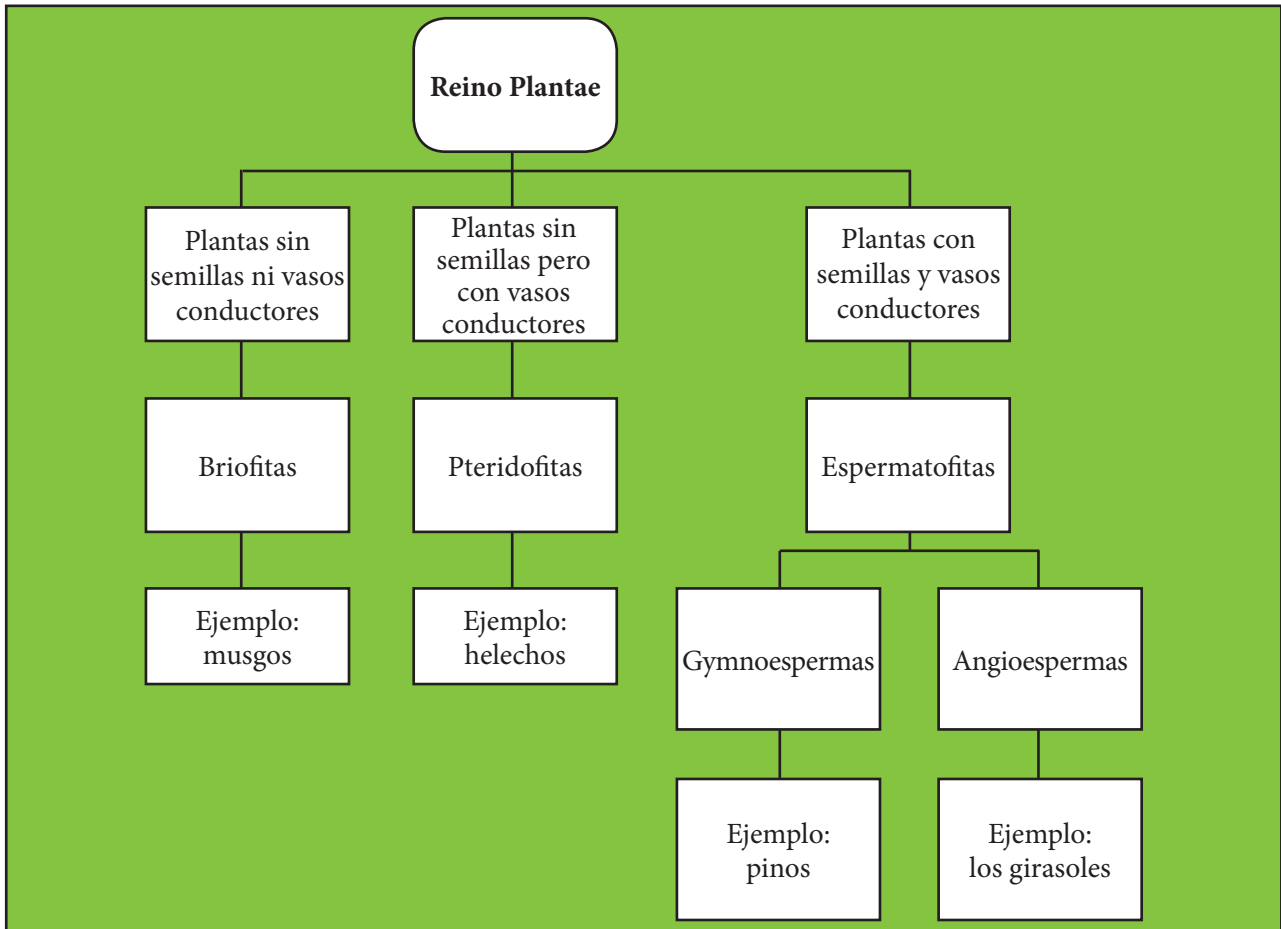 Reino Plantae
Plantas sin
semillas ni vasos
conductores
Plantas sin
semillas pero
con vasos
conductores
Plantas con
semillas y vasos
conductores
Briofitas
Pteridofitas
Espermatofitas
Ejemplo:
musgos
Ejemplo:
helechos
Gymnoespermas
Angioespermas
Ejemplo:
pinos
Ejemplo:
los girasoles